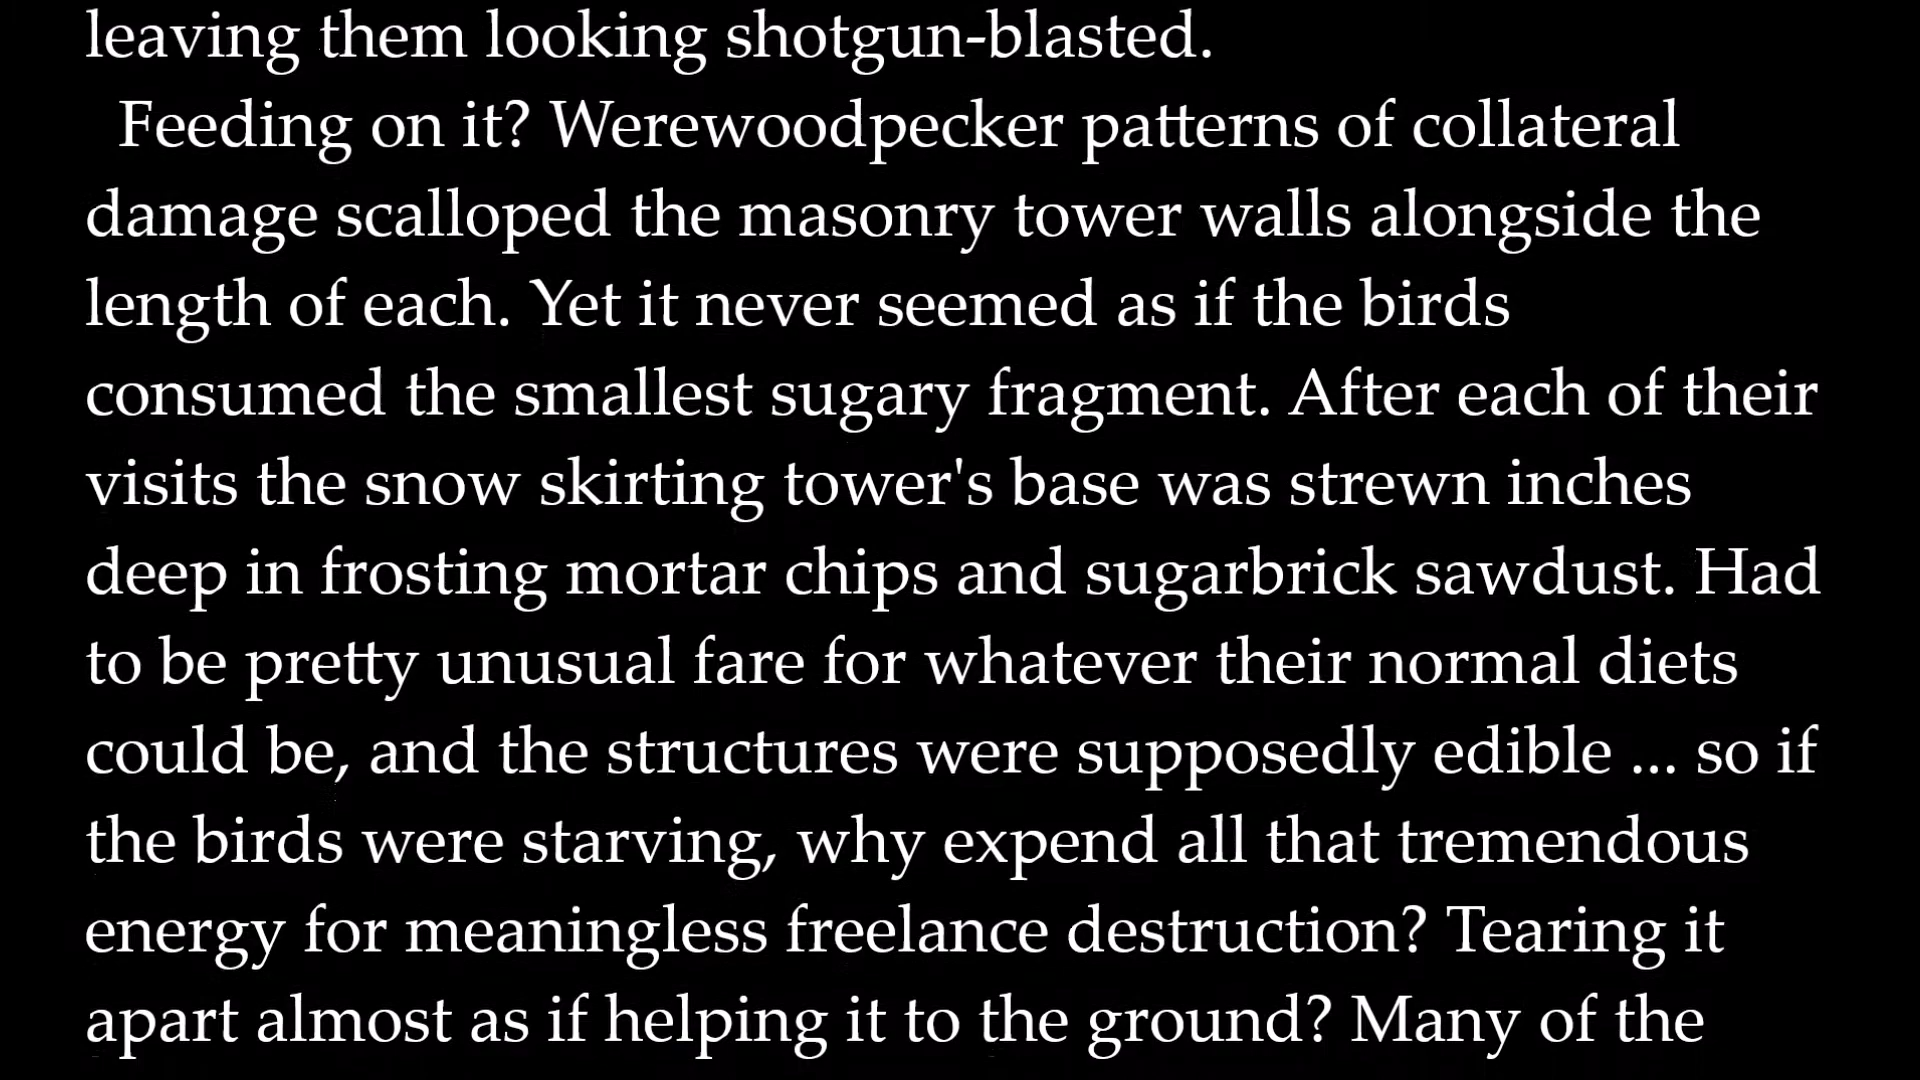 leaving them looking shotgun-blasted.
Feeding on it? Werewoodpecker patterns of collateral
damage scalloped the masonry tower walls alongside the
length of each. Yet it never seemed as if the birds
consumed the smallest sugary fragment. After each of their
visits the snow skirting tower's base was strewn inches
deep in frosting mortar chips and sugarbrick sawdust. Had
to be pretty unusual fare for whatever their normal diets
could be, and the structures were supposedly edible ... so if
the birds were starving, why expend all that tremendous
energy for meaningless freelance destruction? Tearing it
apart almost as if helping it to the ground? Many of the